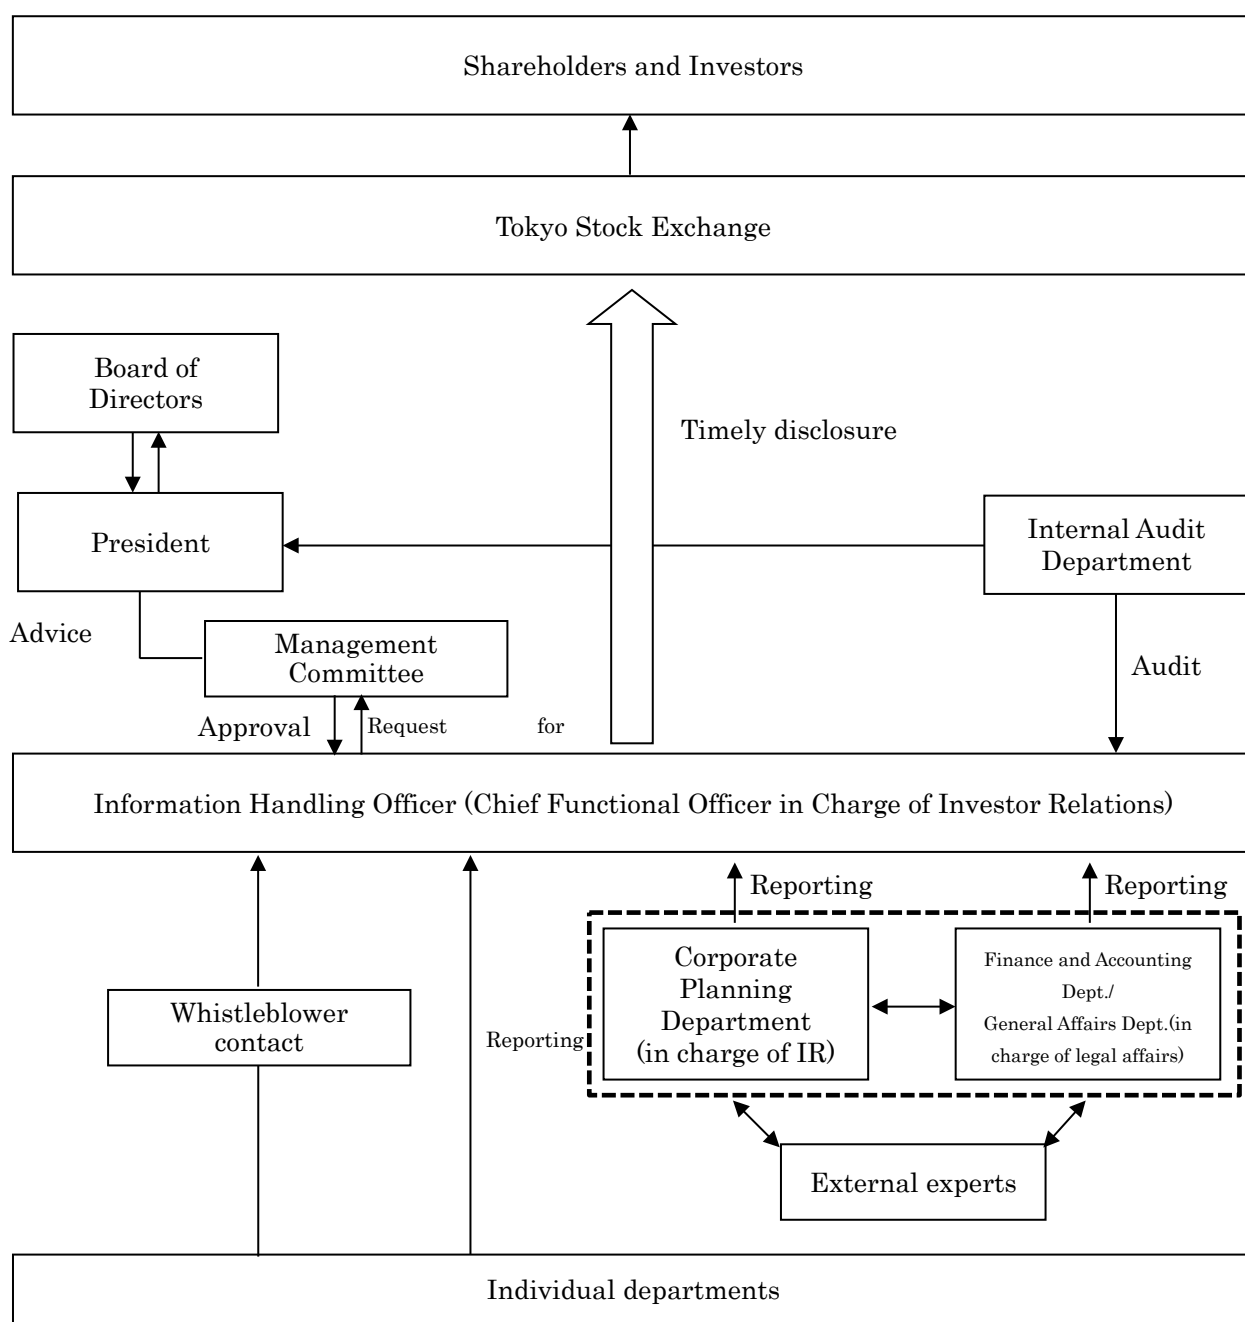 Shareholders and Investors
Tokyo Stock Exchange
Board of
Directors
Timely disclosure
President
Internal Audit
Department
Advice
Management
Committee
Audit
Approval
Request for
Information Handling Officer (Chief Functional Officer in Charge of Investor Relations)
Reporting
Reporting
Corporate
Planning
Department
(in charge of IR)
Finance and Accounting
Dept./
General Affairs Dept.(in
charge of legal affairs)
Whistleblower
contact
Reporting
External experts
Individual departments